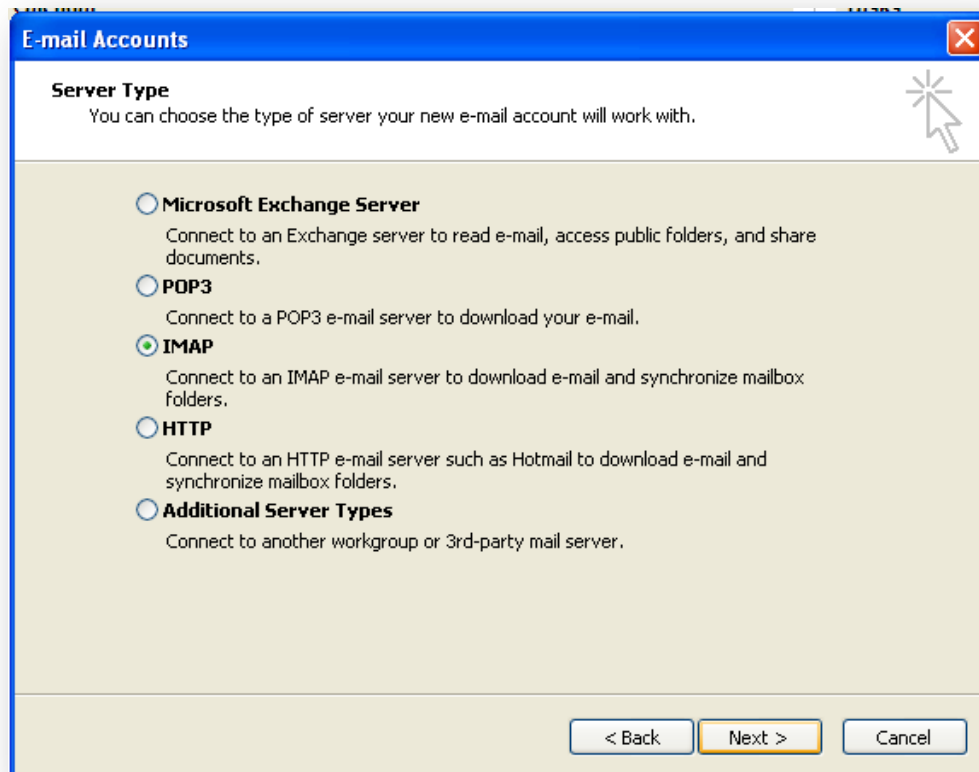 E-mail Accounts
Server Type
You can choose the type of server your new e-mail account will work with.
Microsoft Exchange Server
Connect to an Exchange server to read e-mail, access public folders, and share
documents.
POP3
Connect to a POP3 e-mail server to download your e-mail.
IMAP
Connect to an IMAP e-mail server to download e-mail and synchronize mailbox
folders.
HTTP
Connect to an HTTP e-mail server such as Hotmail to download e-mail and
synchronize mailbox folders.
Additional Server Types
Connect to another workgroup or 3rd-party mail server.
< Back Next > Cancel